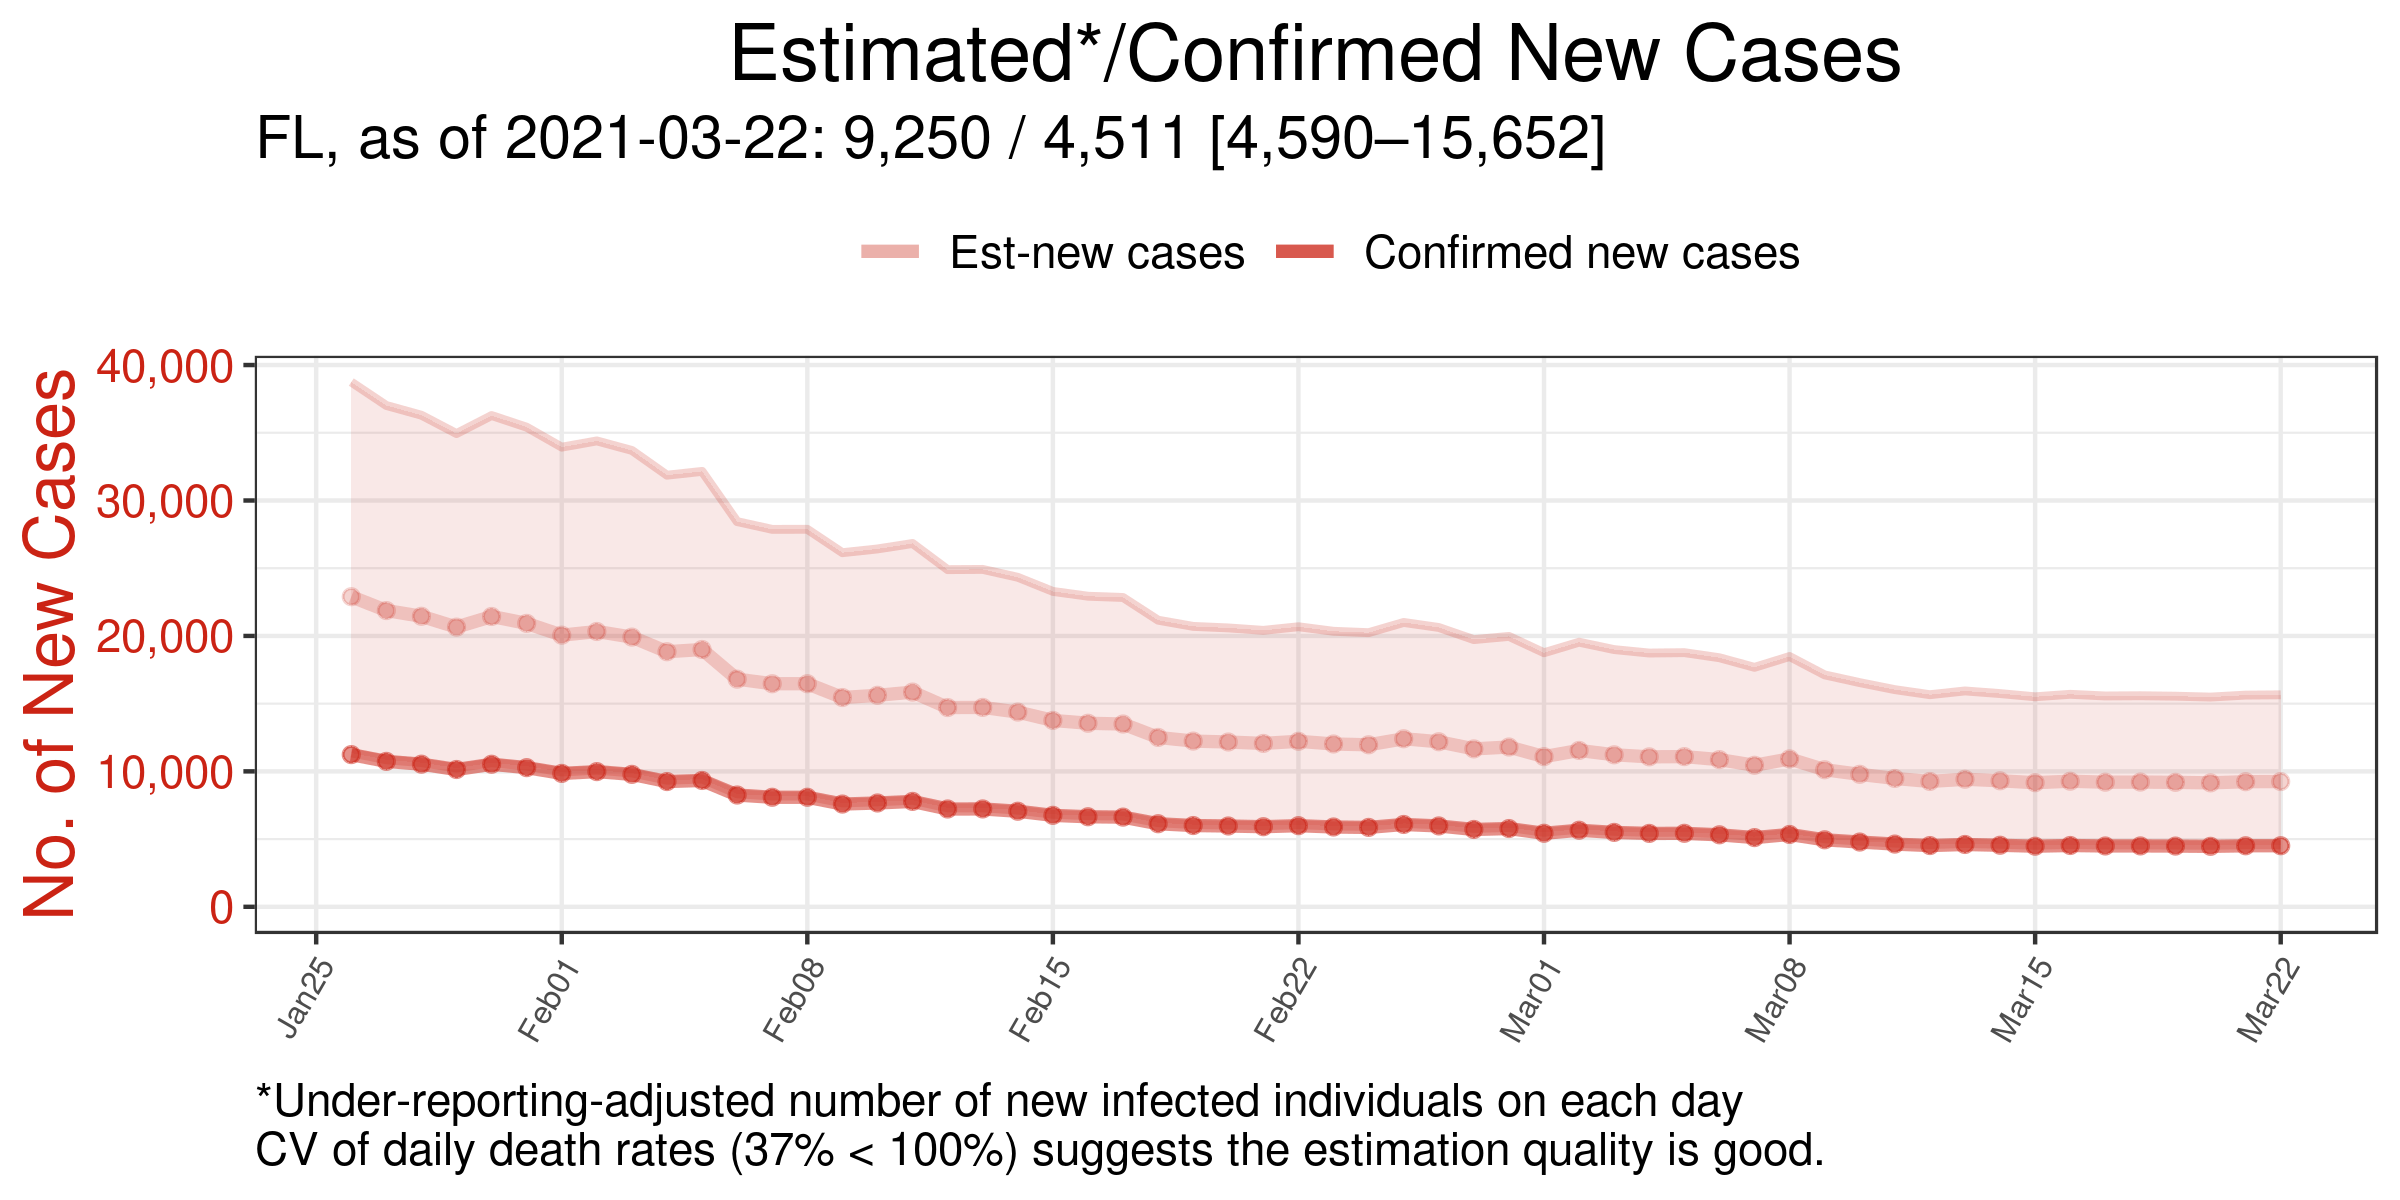 Estimated*/Confirmed New Cases
FL, as of 2021-03-22: 9,250 / 4,511 [4,590–15,652]
Est-new cases
Confirmed new cases
No. of New Cases
40,000
30,000
20,000
10,000
0
Jan25
Feb01
Feb08
Feb15
Feb22
Mar01
Mar08
Mar15
Mar22
*Under-reporting-adjusted number of new infected individuals on each day
CV of daily death rates (37% < 100%) suggests the estimation quality is good.